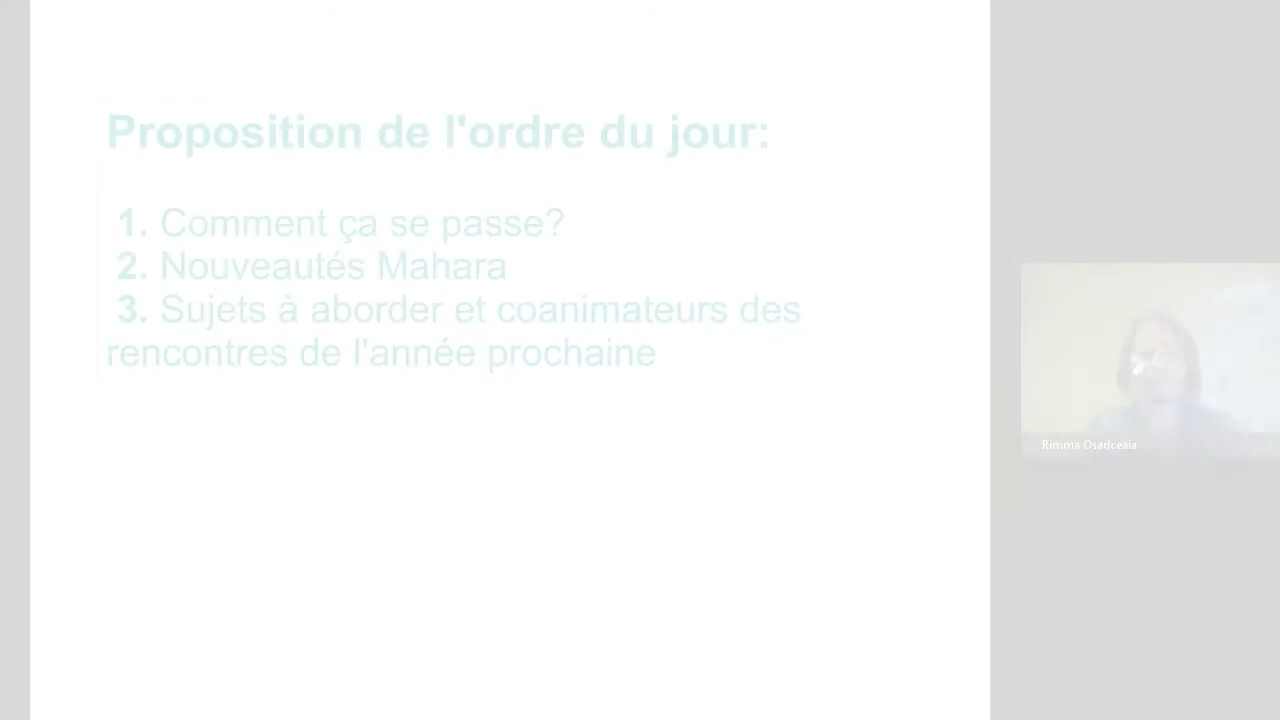 Proposition de l'ordre du jour:
1. Comment ça se passe?
2. Nouveautés Mahara
3. Sujets à aborder et coanimateurs des
rencontres de l'année prochaine
Rimma Osadceaia